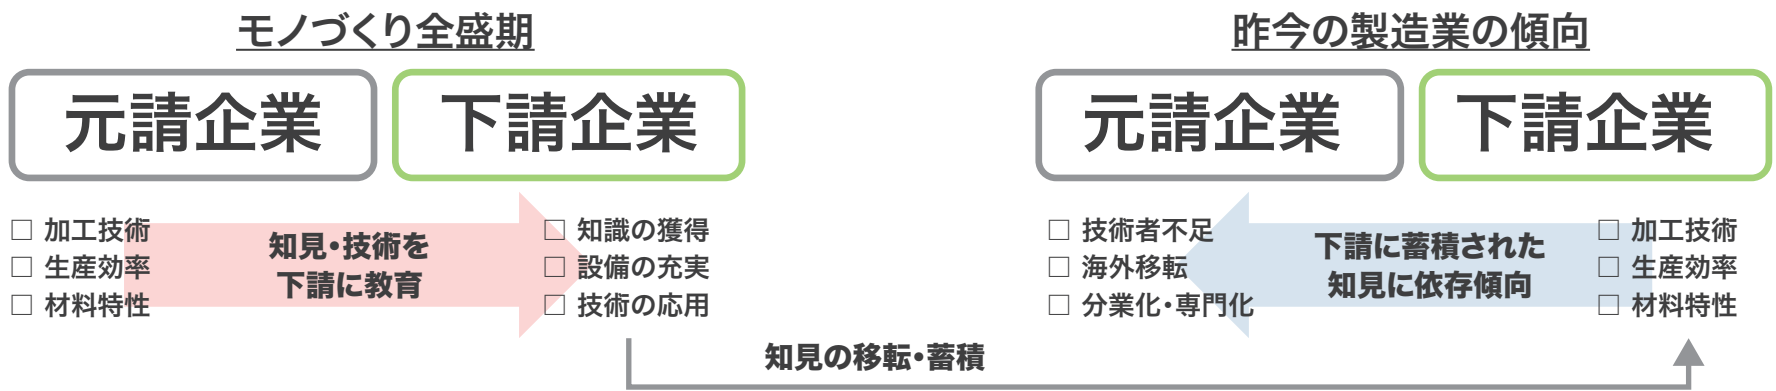 モノづくり全盛期
元請企業
下請企業
□ 加工技術
□ 生産効率
□ 材料特性
知見・技術を
下請に教育
□ 知識の獲得
□ 設備の充実
□ 技術の応用
昨今の製造業の傾向
元請企業
下請企業
□ 技術者不足
□ 海外移転
□ 分業化・専門化
下請に蓄積された
知見に依存傾向
□ 加工技術
□ 生産効率
□ 材料特性
知見の移転・蓄積